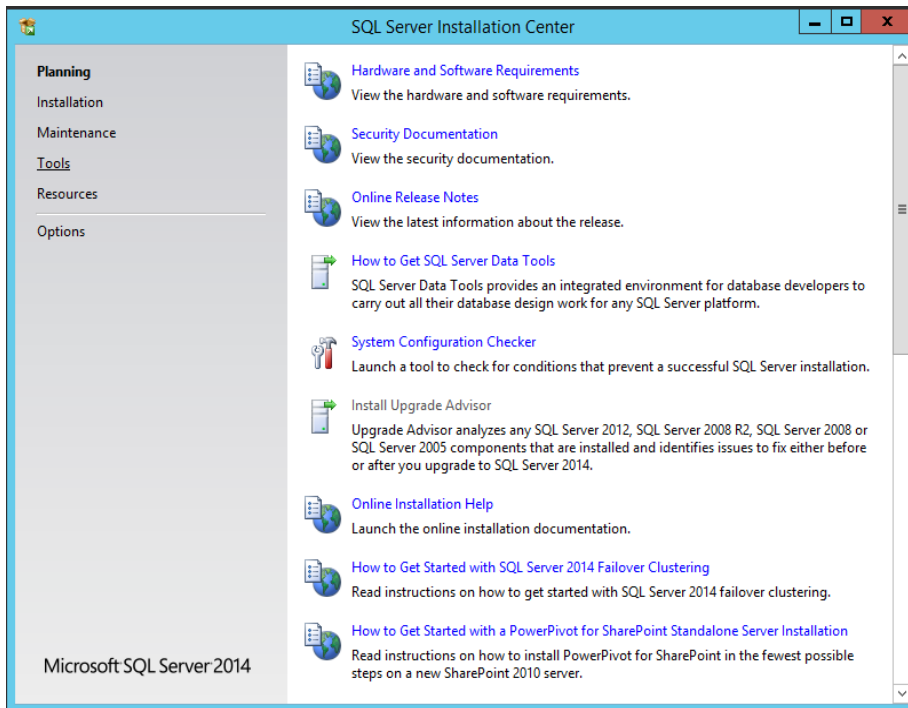 SQL Server Installation Center
Planning
Installation
Maintenance
Tools
Resources
Options
Microsoft SQL Server 2014
Hardware and Software Requirements
View the hardware and software requirements.
Security Documentation
View the security documentation.
Online Release Notes
View the latest information about the release.
How to Get SQL Server Data Tools
SQL Server Data Tools provides an integrated environment for database developers to
carry out all their database design work for any SQL Server platform.
System Configuration Checker
Launch a tool to check for conditions that prevent a successful SQL Server installation.
Install Upgrade Advisor
Upgrade Advisor analyzes any SQL Server 2012, SQL Server 2008 R2, SQL Server 2008 or
SQL Server 2005 components that are installed and identifies issues to fix either before
or after you upgrade to SQL Server 2014.
Online Installation Help
Launch the online installation documentation.
How to Get Started with SQL Server 2014 Failover Clustering
Read instructions on how to get started with SQL Server 2014 failover clustering.
How to Get Started with a PowerPivot for SharePoint Standalone Server Installation
Read instructions on how to install PowerPivot for SharePoint in the fewest possible
steps on a new SharePoint 2010 server.